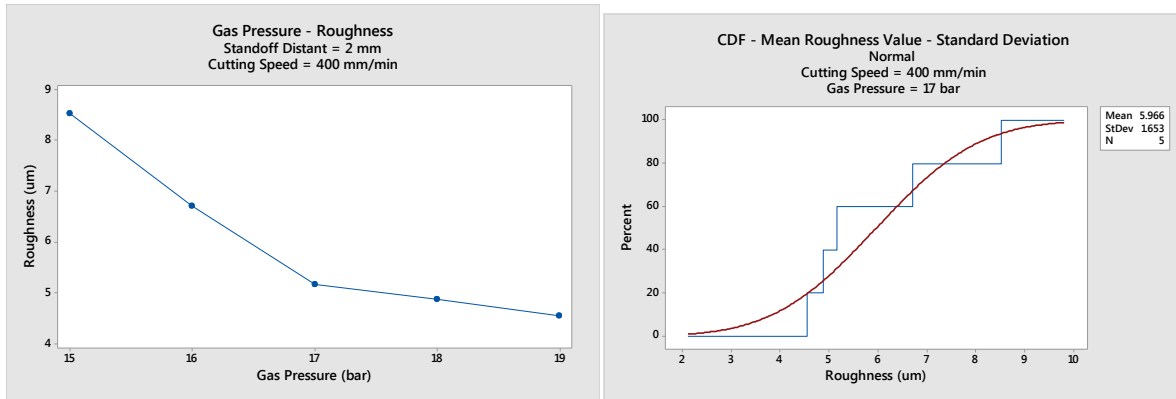 Gas Pressure - Roughness
Standoff Distant = 2 mm
Cutting Speed = 400 mm/min
9
8
7
6
5
4
Roughness (um)
15 16 17 18 19
Gas Pressure (bar)
CDF - Mean Roughness Value - Standard Deviation
Normal
Cutting Speed = 400 mm/min
Gas Pressure = 17 bar
100
80
60
40
20
0
Percent
2 3 4 5 6 7 8 9 10
Roughness (um)
Mean 5.966
StDev 1653
N 5